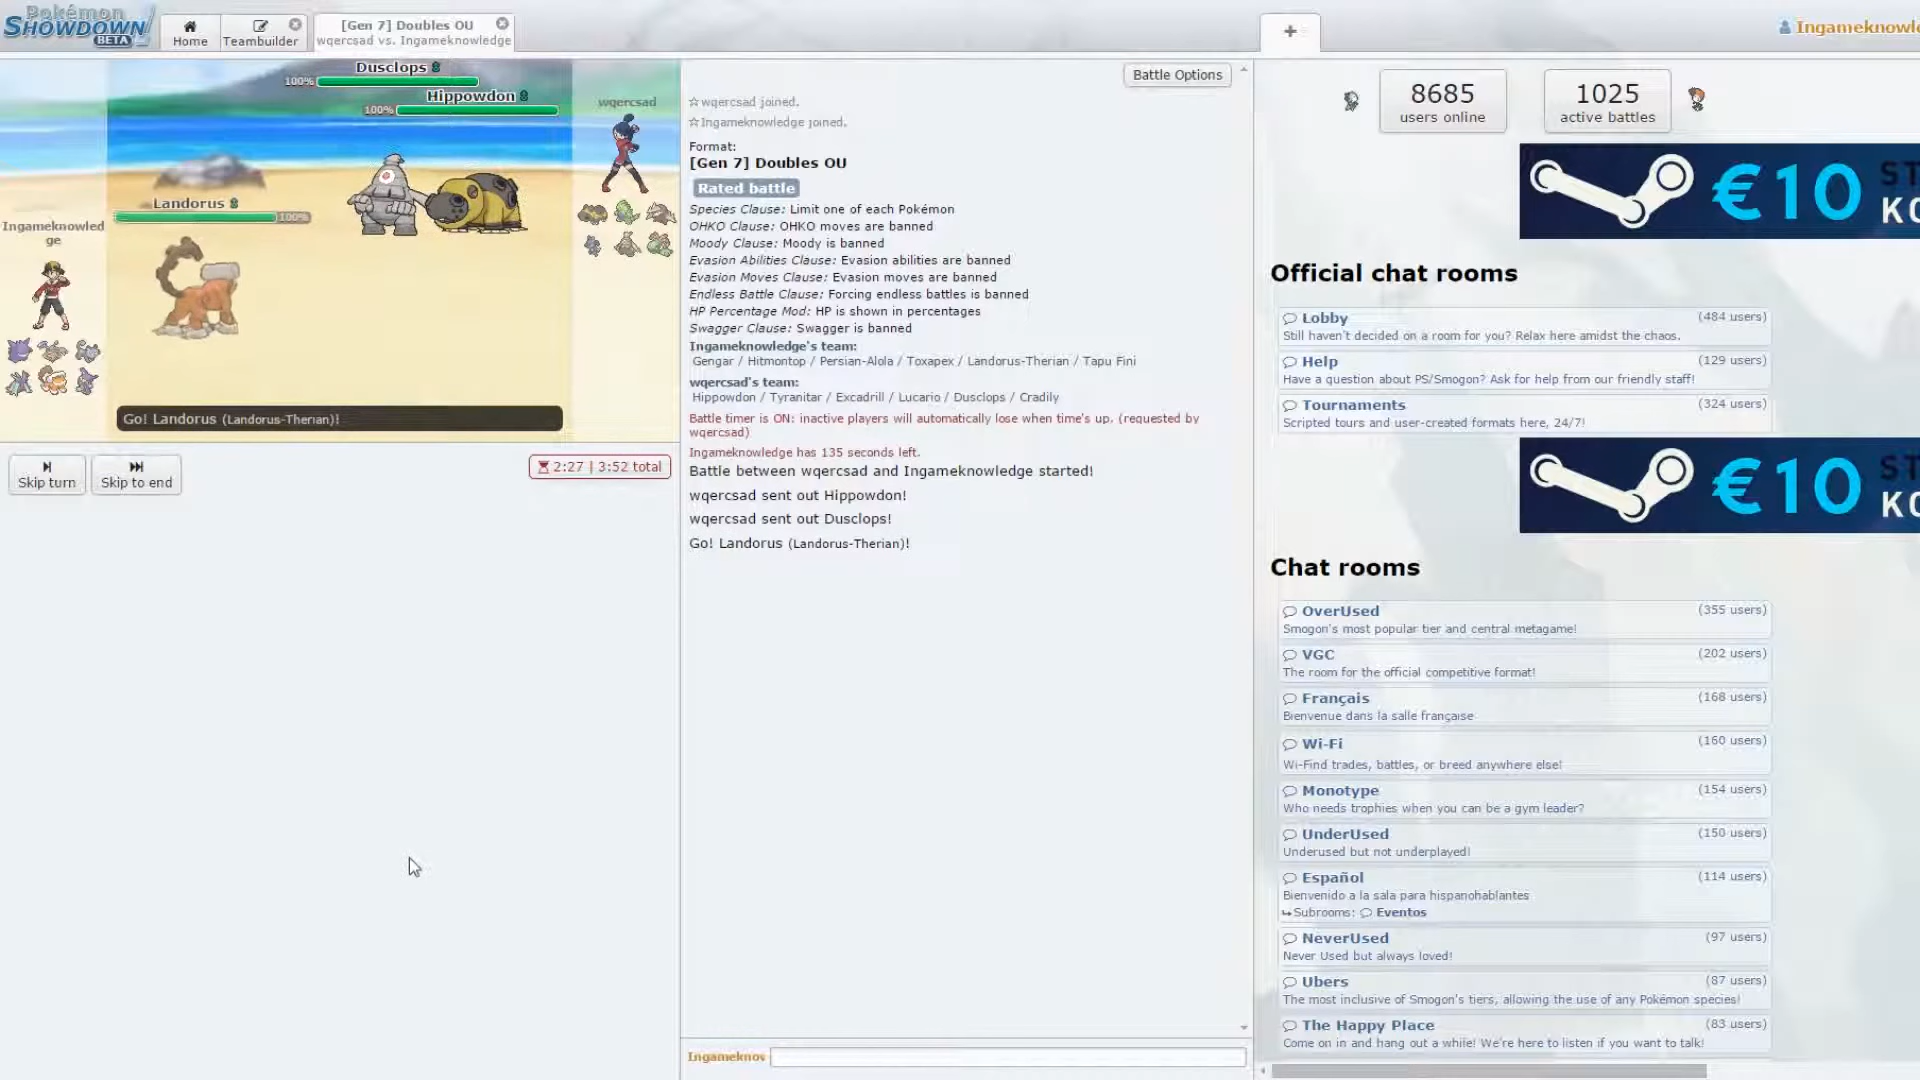 Pokémon
SHOWDOWN!
BETA
Home
Teambuilder
[Gen 7] Doubles OU
wqercsad vs. Ingameknowledge
Dusclops
100%
Hippowdon
100%
wqercsad
Landorus
100%
Ingameknowled
ge
Go! Landorus (Landorus-Therian)!
Skip turn
Skip to end
2:27 | 3:52 total
Battle Options
☆wqercsad joined.
☆Ingameknowledge joined.
Format:
[Gen 7] Doubles OU
Rated battle
Species Clause: Limit one of each Pokémon
OHKO Clause: OHKO moves are banned
Moody Clause: Moody is banned
Evasion Abilities Clause: Evasion abilities are banned
Evasion Moves Clause: Evasion moves are banned
Endless Battle Clause: Forcing endless battles is banned
HP Percentage Mod: HP is shown in percentages
Swagger Clause: Swagger is banned
Ingameknowledge's team:
Gengar / Hitmontop / Persian-Alola / Toxapex / Landorus-Therian / Tapu Fini
wqercsad's team:
Hippowdon / Tyranitar / Excadrill / Lucario / Dusclops / Cradily
Battle timer is ON: inactive players will automatically lose when time's up. (requested by
wqercsad)
Ingameknowledge has 135 seconds left.
Battle between wqercsad and Ingameknowledge started!
wqercsad sent out Hippowdon!
wqercsad sent out Dusclops!
Go! Landorus (Landorus-Therian)!
Ingameknov
+
Ingameknowle
8685
users online
1025
active battles
€10
ST
KO
Official chat rooms
Lobby
(484 users)
Still haven't decided on a room for you? Relax here amidst the chaos.
Help
(129 users)
Have a question about PS/Smogon? Ask for help from our friendly staff!
Tournaments
(324 users)
Scripted tours and user-created formats here, 24/7!
€10
ST
KO
Chat rooms
OverUsed
(355 users)
Smogon's most popular tier and central metagame!
VGC
(202 users)
The room for the official competitive format!
Français
(168 users)
Bienvenue dans la salle française
Wi-Fi
(160 users)
Wi-Find trades, battles, or breed anywhere else!
Monotype
(154 users)
Who needs trophies when you can be a gym leader?
UnderUsed
(150 users)
Underused but not underplayed!
Español
(114 users)
Bienvenido a la sala para hispanohablantes
↳Subrooms: Eventos
NeverUsed
(97 users)
Never Used but always loved!
Ubers
(87 users)
The most inclusive of Smogon's tiers, allowing the use of any Pokémon species!
The Happy Place
(83 users)
Come on in and hang out a while! We're here to listen if you want to talk!